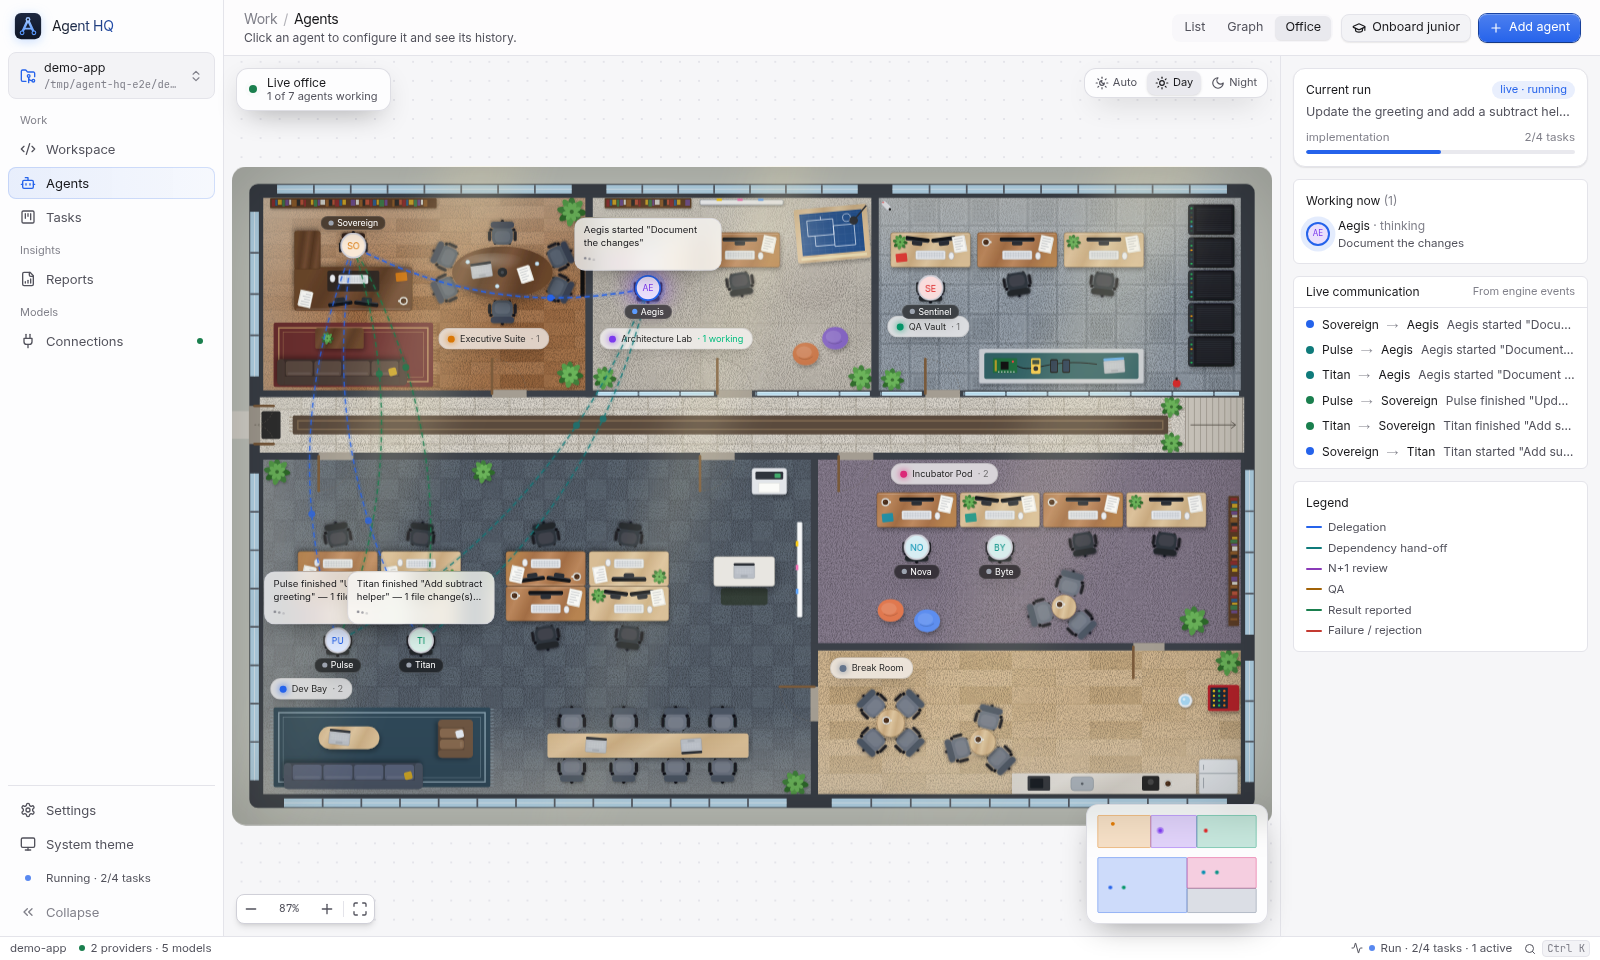 Agent HQ
demo-app
/tmp/agent-hq-e2e/de…
Work
Workspace
Agents
Tasks
Insights
Reports
Models
Connections
Settings
System theme
Running · 2/4 tasks
Collapse
Work / Agents
Click an agent to configure it and see its history.
List
Graph
Office
Onboard junior
Add agent
Live office
1 of 7 agents working
Auto
Day
Night
Sovereign
SO
Executive Suite · 1
Aegis started "Document
the changes"
AE
Aegis
Architecture Lab · 1 working
SE
Sentinel
QA Vault · 1
Incubator Pod · 2
NO
Nova
BY
Byte
Pulse finished "U
greeting" — 1 file
Titan finished "Add subtract
helper" — 1 file change(s)...
PU
Pulse
TI
Titan
Dev Bay · 2
Break Room
87%
Current run
live · running
Update the greeting and add a subtract hel…
implementation
2/4 tasks
Working now (1)
AE
Aegis · thinking
Document the changes
Live communication
From engine events
Sovereign → Aegis Aegis started "Docu…
Pulse → Aegis Aegis started "Document…
Titan → Aegis Aegis started "Document …
Pulse → Sovereign Pulse finished "Upd…
Titan → Sovereign Titan finished "Add s…
Sovereign → Titan Titan started "Add su…
Legend
Delegation
Dependency hand-off
N+1 review
QA
Result reported
Failure / rejection
demo-app
2 providers · 5 models
Run · 2/4 tasks · 1 active
Ctrl K